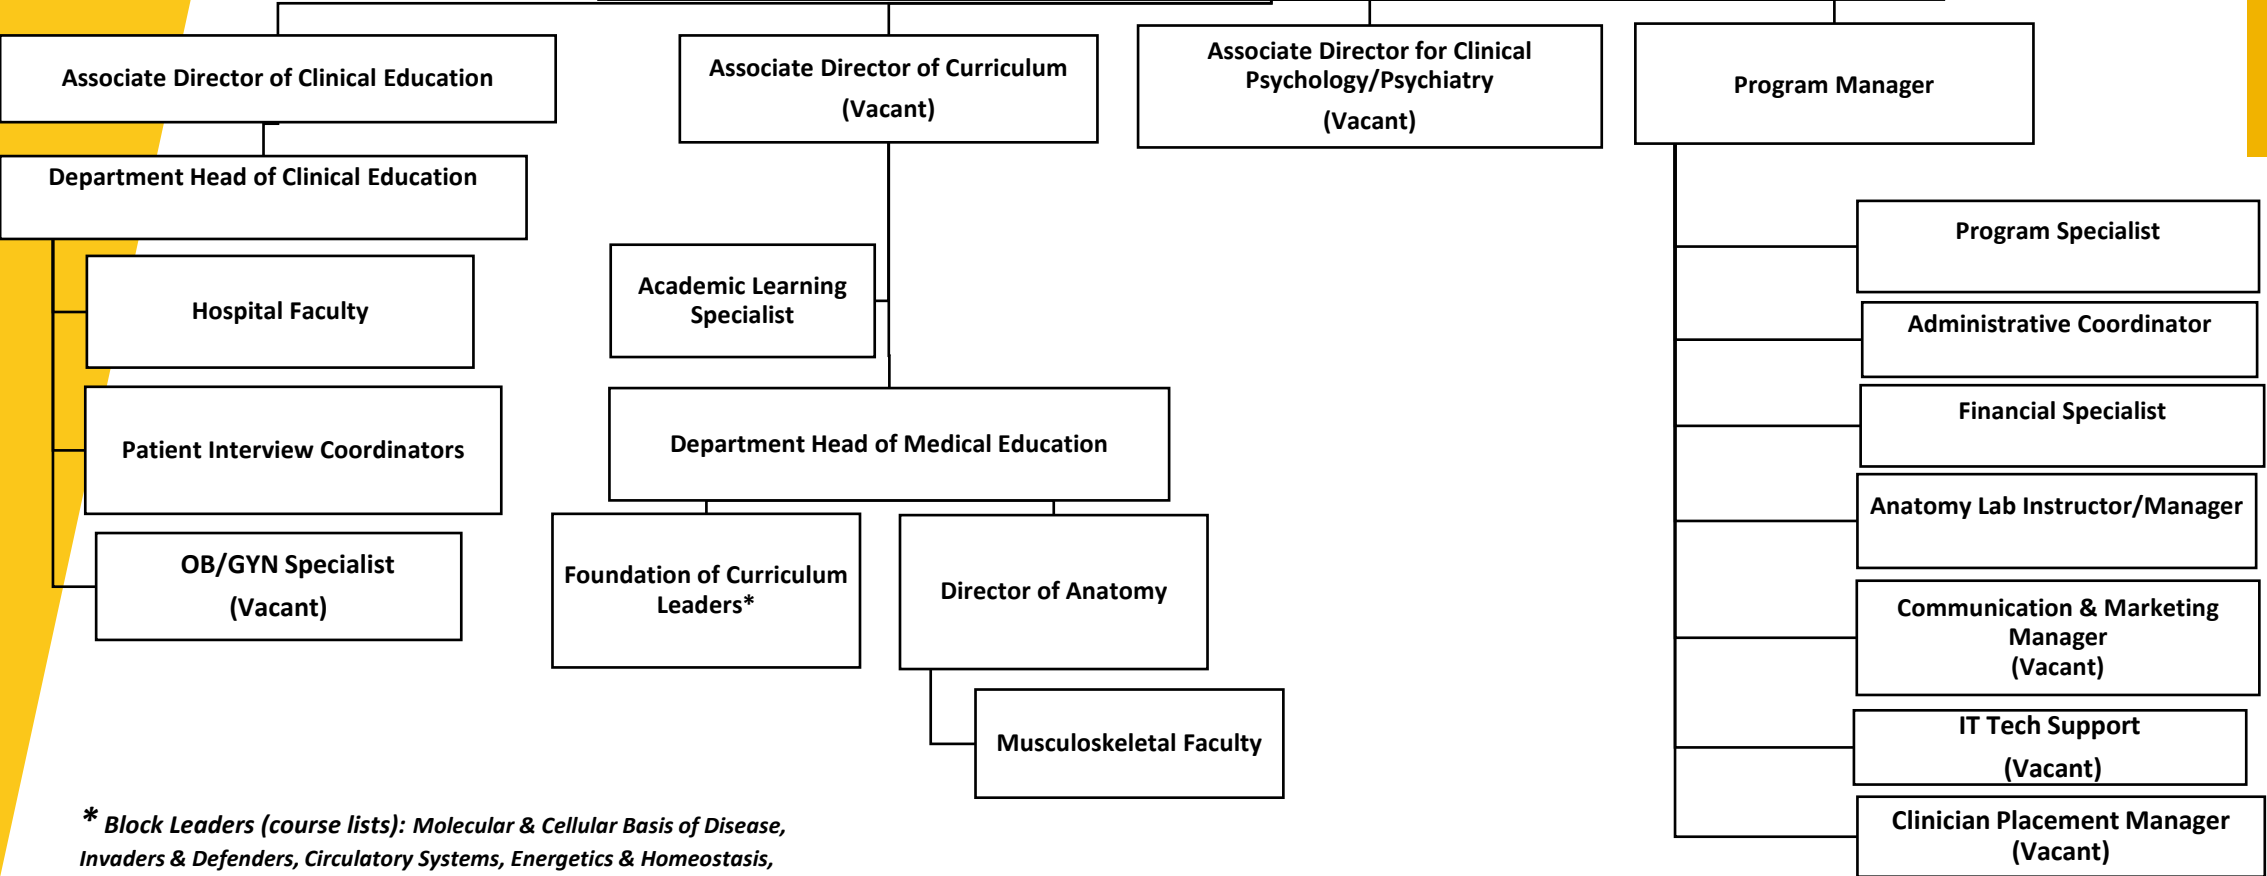 Associate Director of Clinical Education
Associate Director of Curriculum
(Vacant)
Associate Director for Clinical
Psychology/Psychiatry
(Vacant)
Program Manager
Department Head of Clinical Education
Hospital Faculty
Patient Interview Coordinators
OB/GYN Specialist
(Vacant)
Academic Learning
Specialist
Department Head of Medical Education
Foundation of Curriculum
Leaders*
Director of Anatomy
Musculoskeletal Faculty
Program Specialist
Administrative Coordinator
Financial Specialist
Anatomy Lab Instructor/Manager
Communication & Marketing
Manager
(Vacant)
IT Tech Support
(Vacant)
Clinician Placement Manager
(Vacant)
* Block Leaders (course lists): Molecular & Cellular Basis of Disease,
Invaders & Defenders, Circulatory Systems, Energetics & Homeostasis,